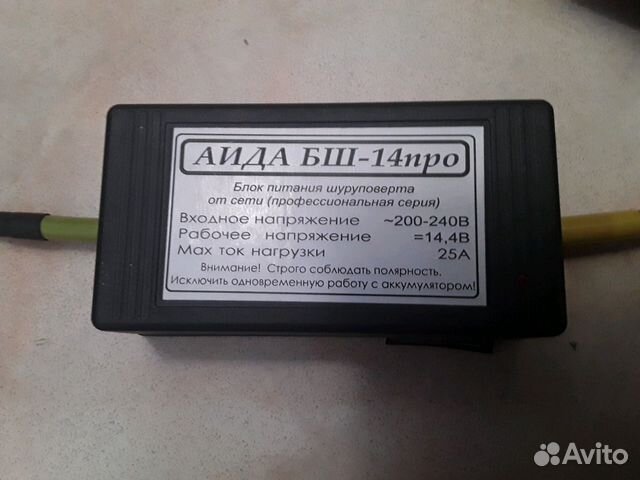 АИДА БШ-14про
Блок питания шуруповерта
от сети (профессиональная серия)
Входное напряжение ~200-240В
Рабочее напряжение =14,4В
Мах ток нагрузки 25А
Внимание! Строго соблюдать полярность.
Исключить одновременную работу с аккумулятором!
Avito